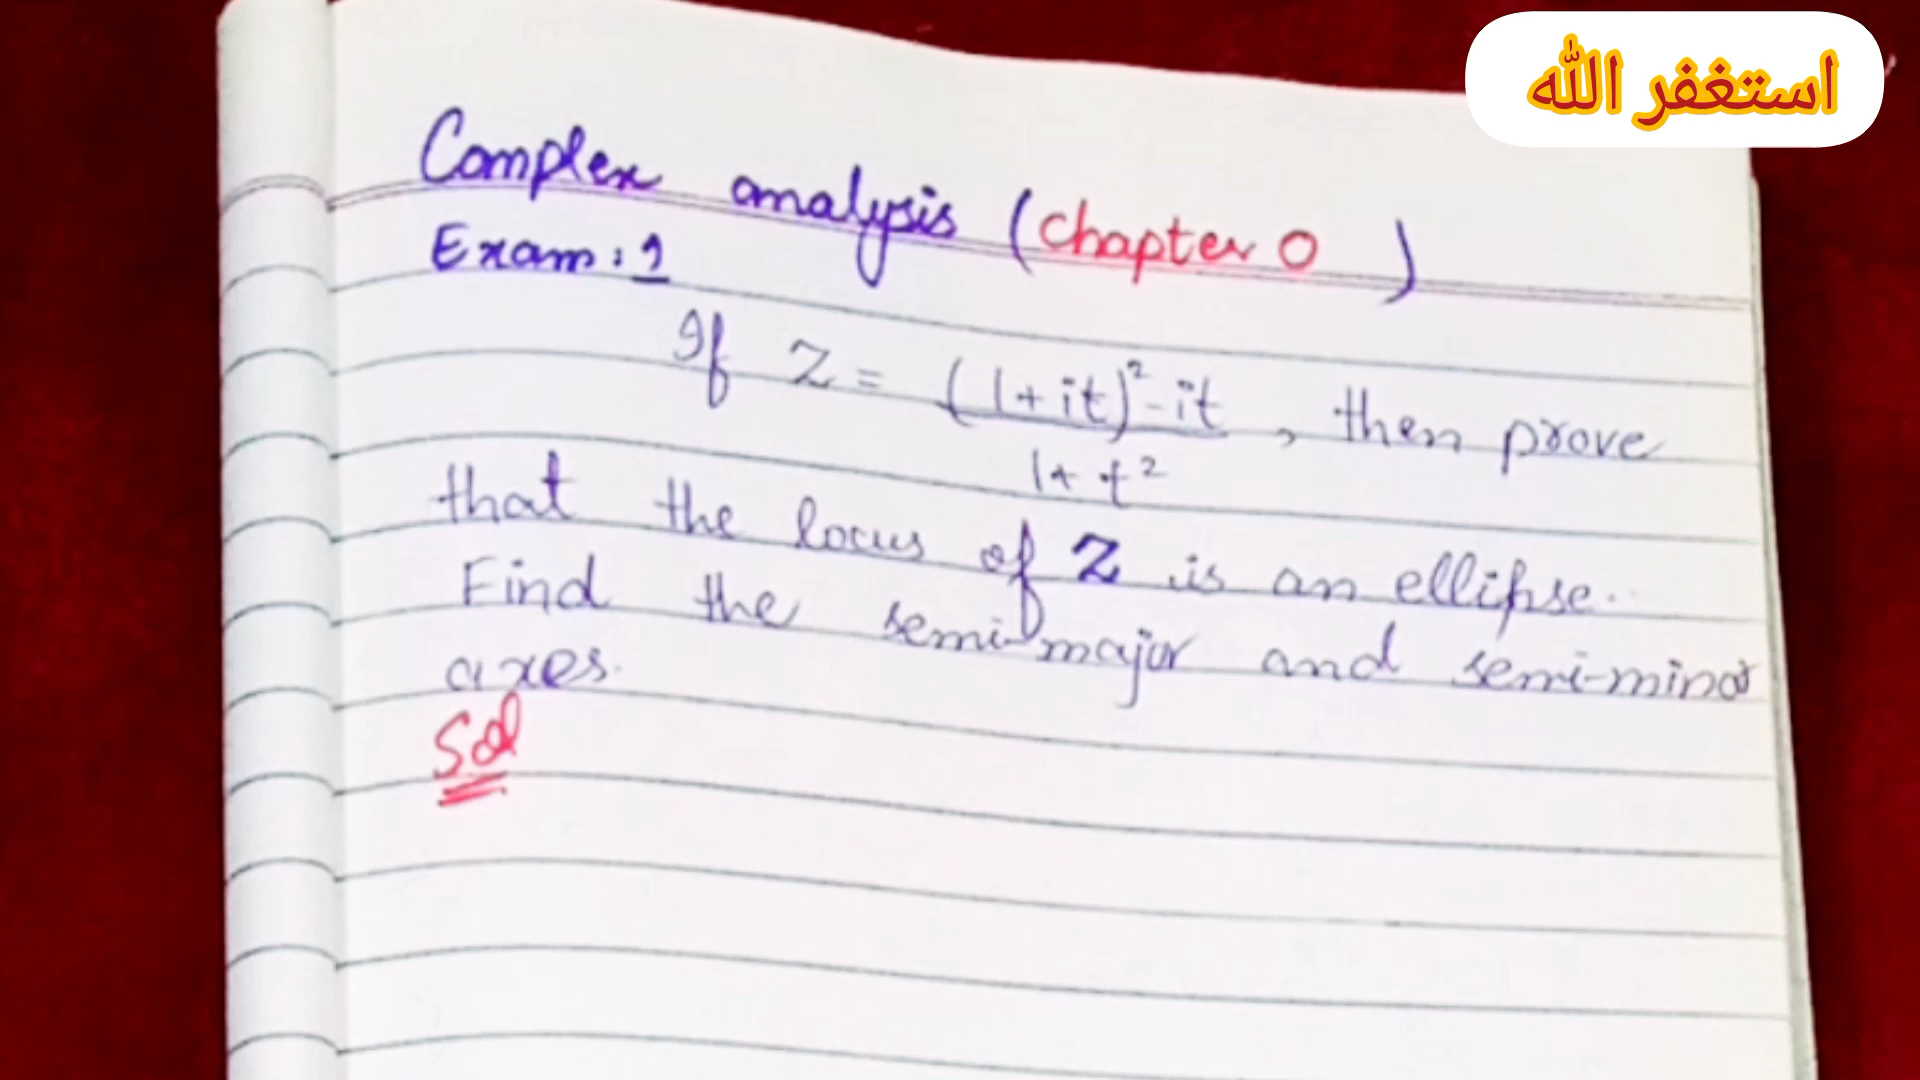 استغفر الله
Complex analysis (Chapter 0)
Exam: 1
If Z = (1+it)² - it / 1+t² , then prove
that the locus of Z is an ellipse.
Find the semi-major and semi-minor
axes.
Sol